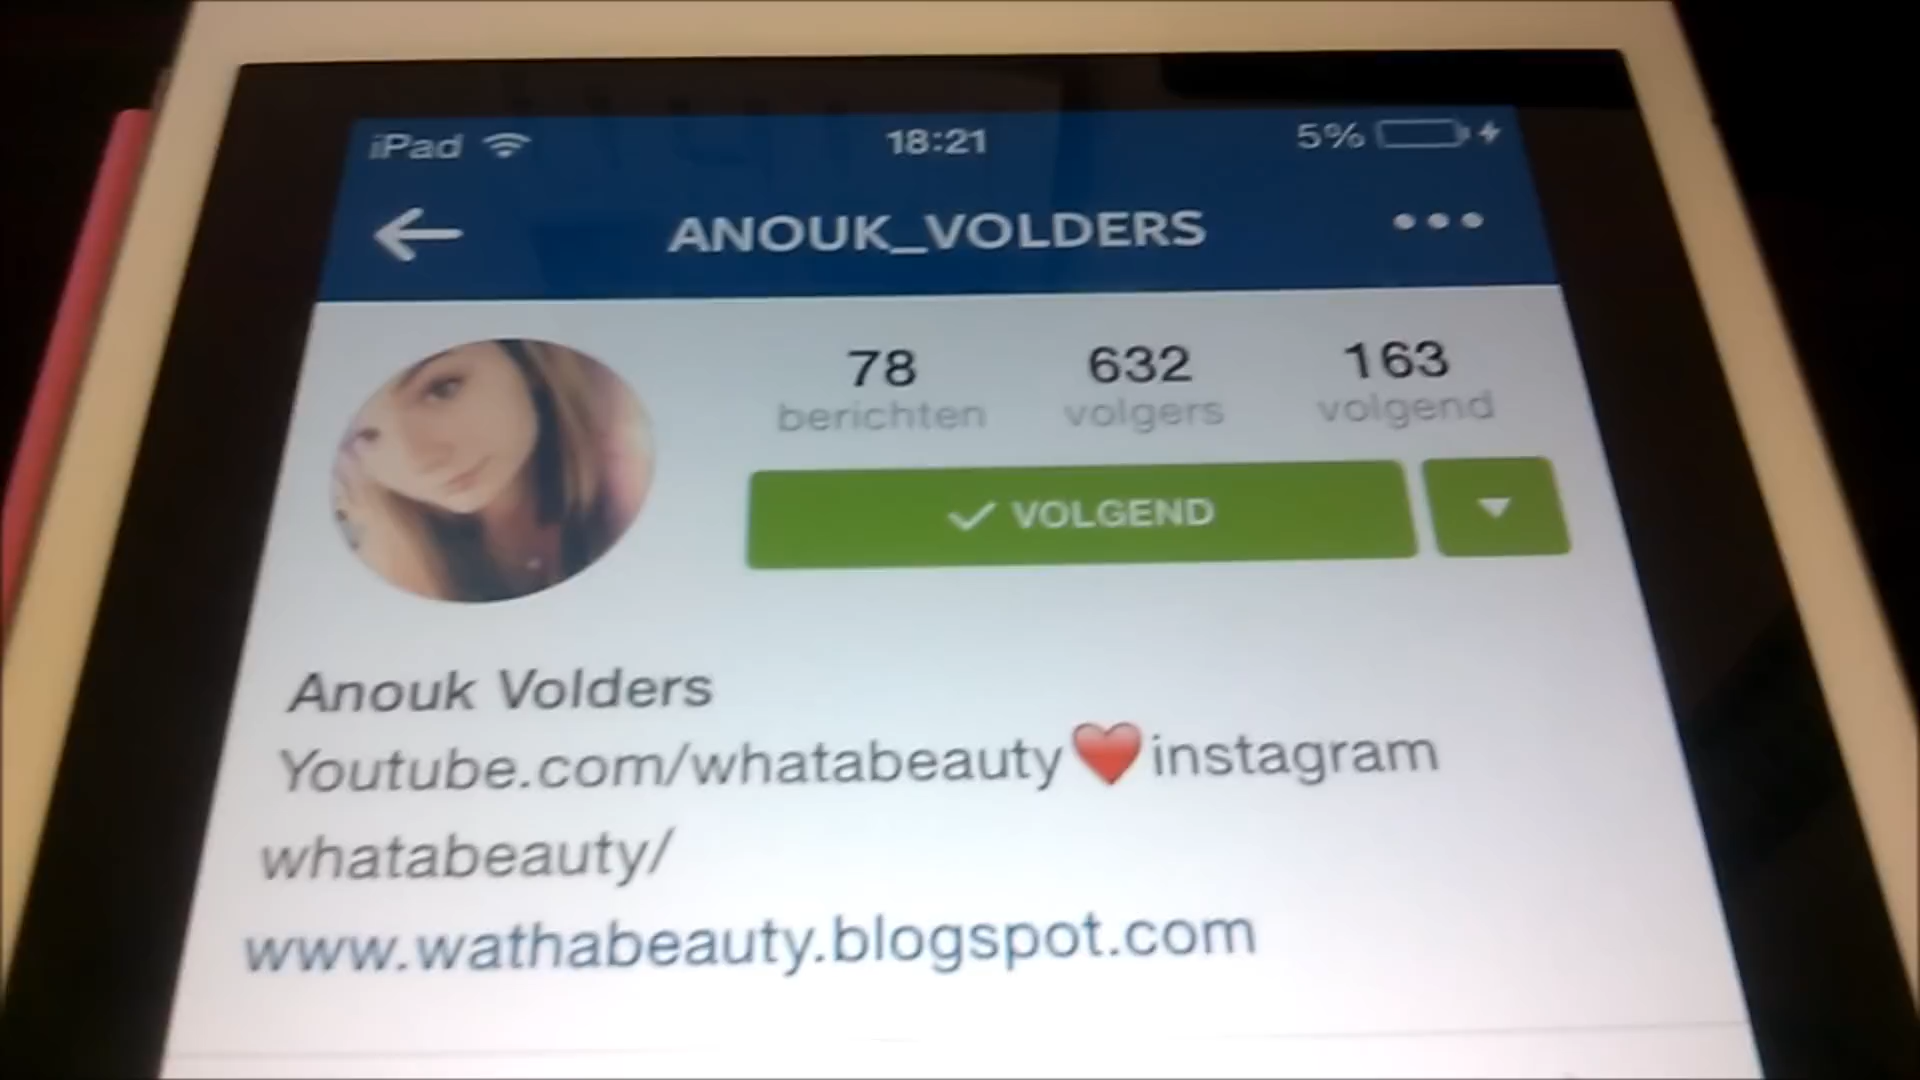 iPad 18:21 5%
ANOUK_VOLDERS
78 632 163
berichten volgers volgend
VOLGEND
Anouk Volders
Youtube.com/whatabeauty❤️instagram
whatabeauty/
www.wathabeauty.blogspot.com